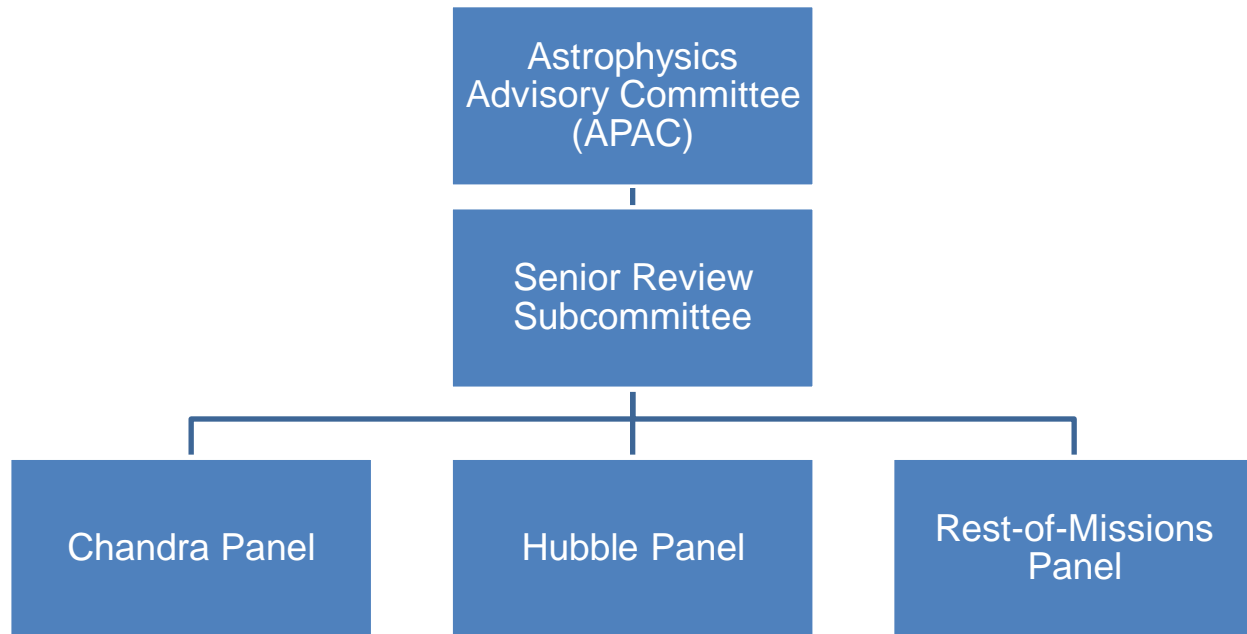 Astrophysics
Advisory Committee
(APAC)
Senior Review
Subcommittee
Chandra Panel
Hubble Panel
Rest-of-Missions
Panel